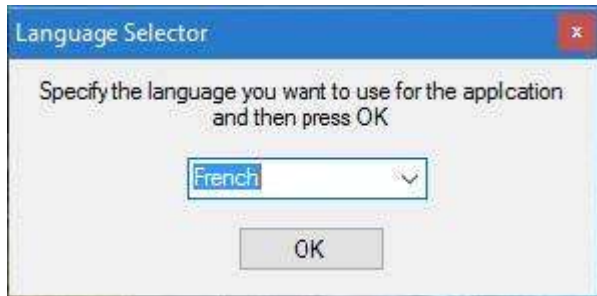 Language Selector
x
Specify the language you want to use for the applcation
and then press OK
French
OK